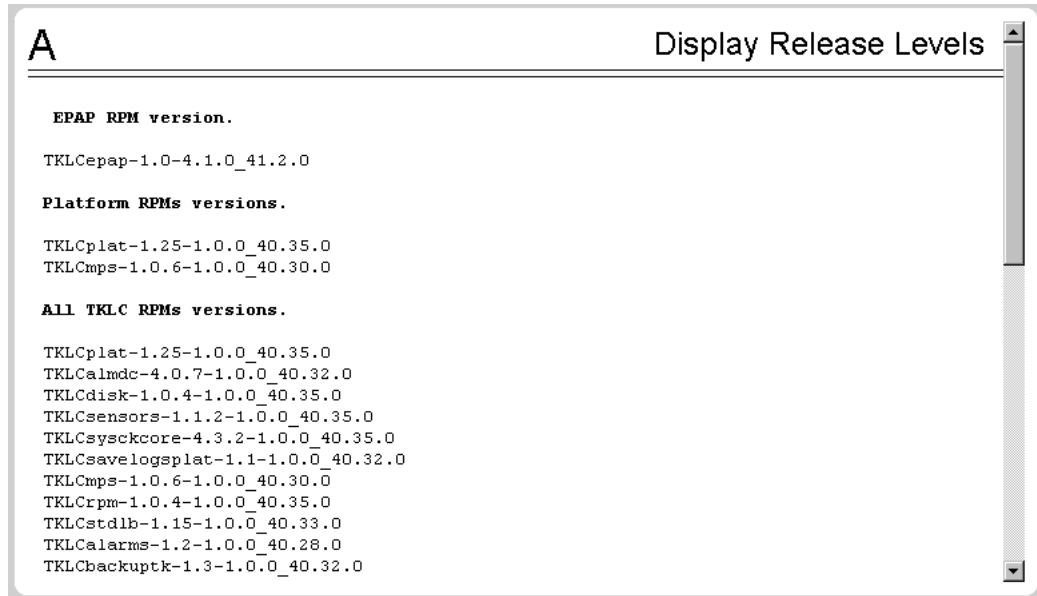 A
Display Release Levels
EPAP RPM version.
TKLCepap-1.0-4.1.0_41.2.0
Platform RPMs versions.
TKLCplat-1.25-1.0.0_40.35.0
TKLCmps-1.0.6-1.0.0_40.30.0
All TKLC RPMs versions.
TKLCplat-1.25-1.0.0_40.35.0
TKLCalmdc-4.0.7-1.0.0_40.32.0
TKLCdisk-1.0.4-1.0.0_40.35.0
TKLCsensors-1.1.2-1.0.0_40.35.0
TKLCsysckcore-4.3.2-1.0.0_40.35.0
TKLCsavelogsplat-1.1-1.0.0_40.32.0
TKLCmps-1.0.6-1.0.0_40.30.0
TKLCrpm-1.0.4-1.0.0_40.35.0
TKLCstdlb-1.15-1.0.0_40.33.0
TKLCalarms-1.2-1.0.0_40.28.0
TKLCbackuptk-1.3-1.0.0_40.32.0